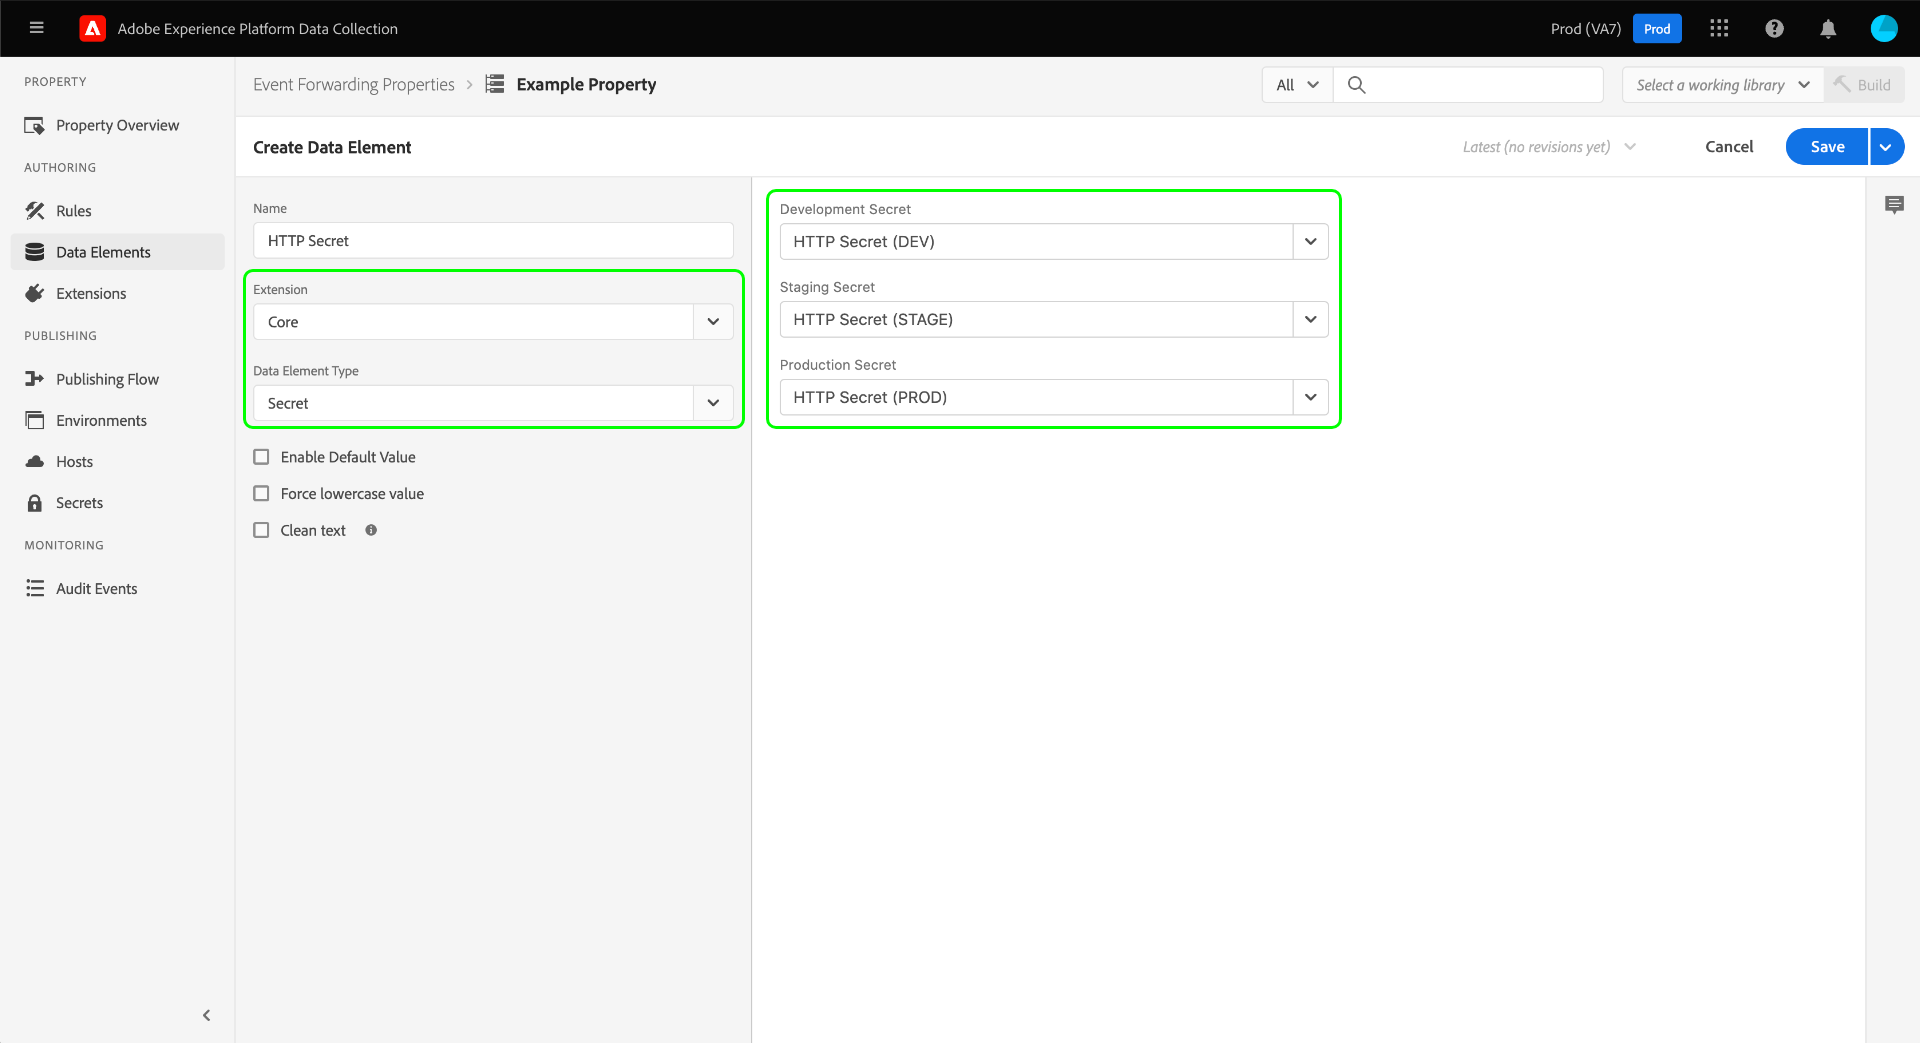 Adobe Experience Platform Data Collection
Prod (VA7)
Prod
PROPERTY
Property Overview
AUTHORING
Rules
Data Elements
Extensions
PUBLISHING
Publishing Flow
Environments
Hosts
Secrets
MONITORING
Audit Events
Event Forwarding Properties
Example Property
All
Select a working library
Build
Create Data Element
Latest (no revisions yet)
Cancel
Save
Name
HTTP Secret
Extension
Core
Data Element Type
Secret
Enable Default Value
Force lowercase value
Clean text
Development Secret
HTTP Secret (DEV)
Staging Secret
HTTP Secret (STAGE)
Production Secret
HTTP Secret (PROD)